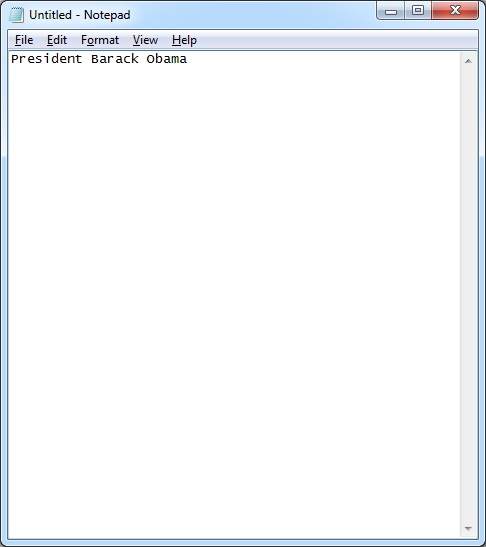 Untitled - Notepad
File Edit Format View Help
President Barack Obama